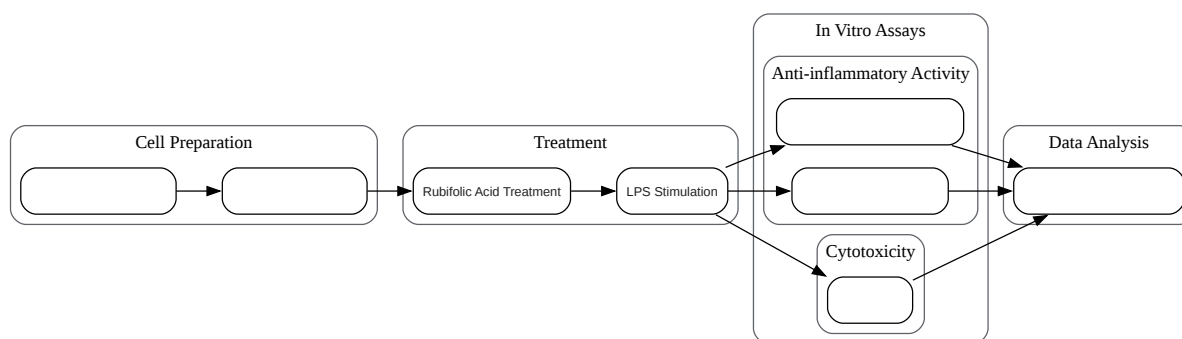 In Vitro Assays
Anti-inflammatory Activity
Cell Preparation
Treatment
Data Analysis
Rubifolic Acid Treatment
LPS Stimulation
Cytotoxicity